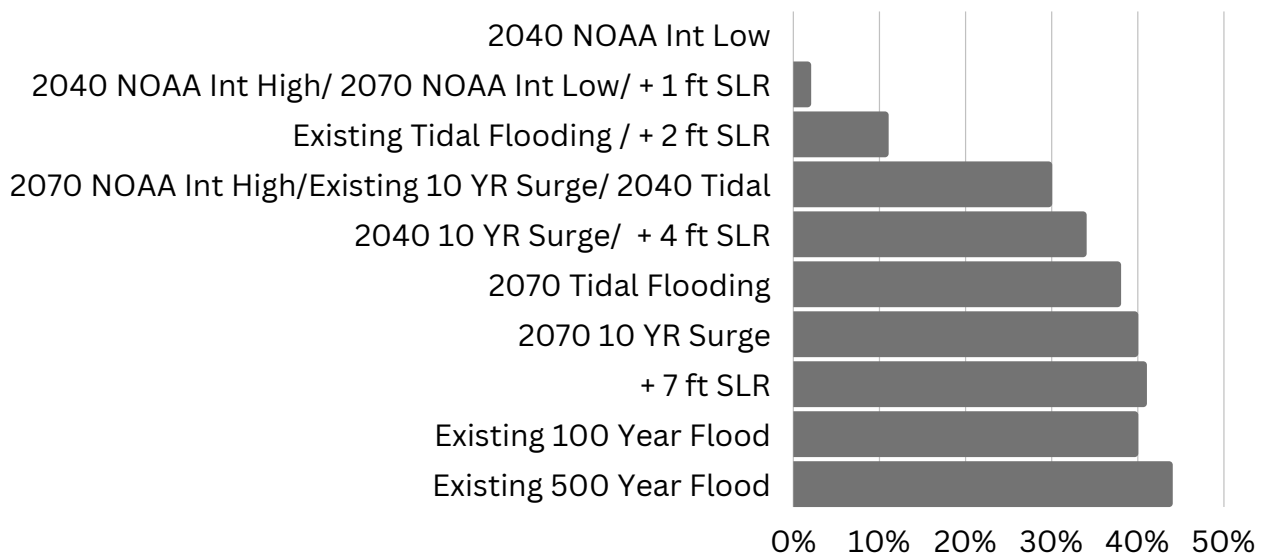 2040 NOAA Int Low
2040 NOAA Int High/ 2070 NOAA Int Low/ + 1 ft SLR
Existing Tidal Flooding / + 2 ft SLR
2070 NOAA Int High/Existing 10 YR Surge/ 2040 Tidal
2040 10 YR Surge/  + 4 ft SLR
2070 Tidal Flooding
2070 10 YR Surge
+ 7 ft SLR
Existing 100 Year Flood
Existing 500 Year Flood
0% 10% 20% 30% 40% 50%